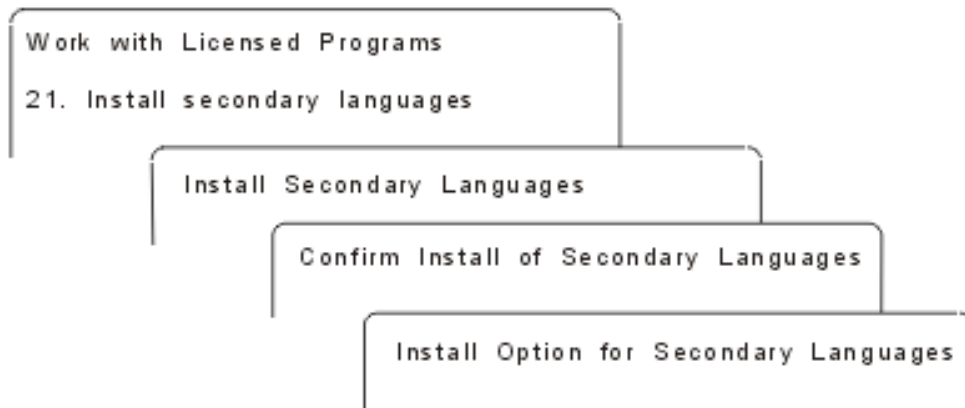 Work with Licensed Programs
21. Install secondary languages
Install Secondary Languages
Confirm Install of Secondary Languages
Install Option for Secondary Languages